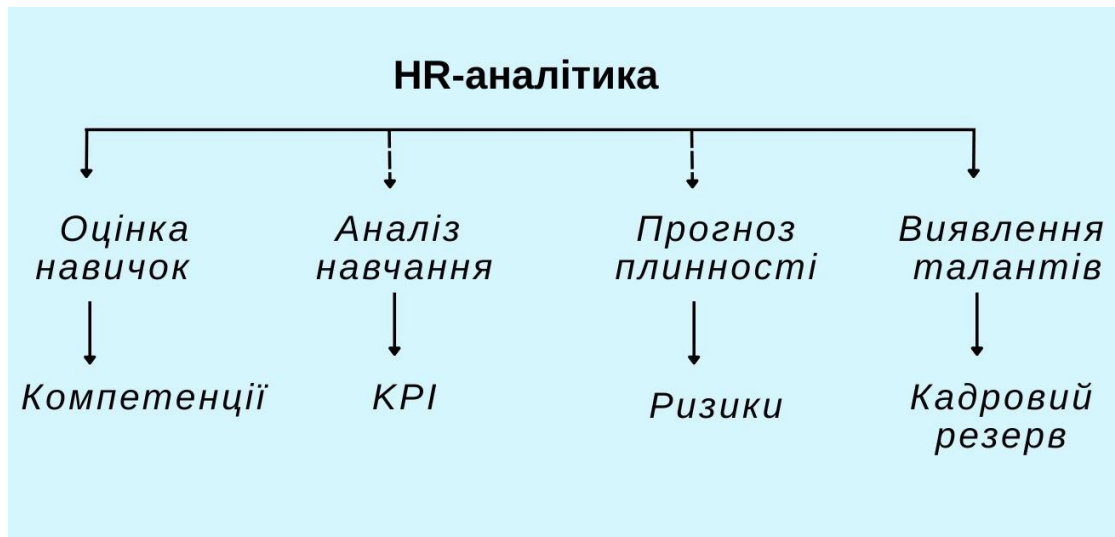 HR-аналітика
Оцінка
навичок
Аналіз
навчання
Прогноз
плинності
Виявлення
талантів
Компетенції
KPI
Ризики
Кадровий
резерв